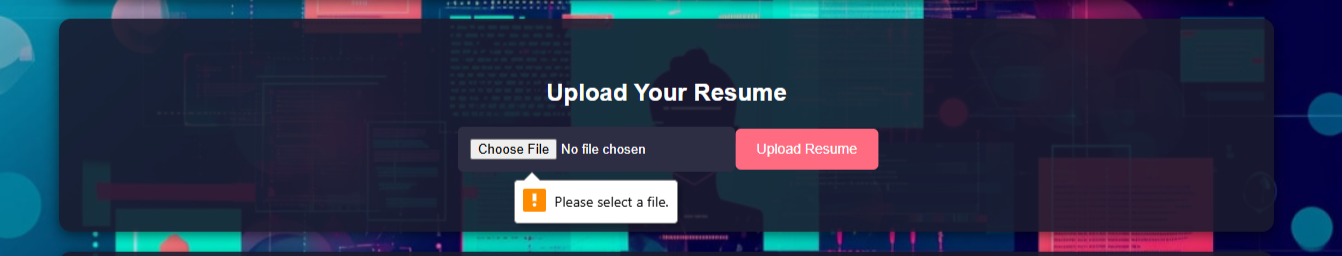 Upload Your Resume
Choose File No file chosen Upload Resume
Please select a file.